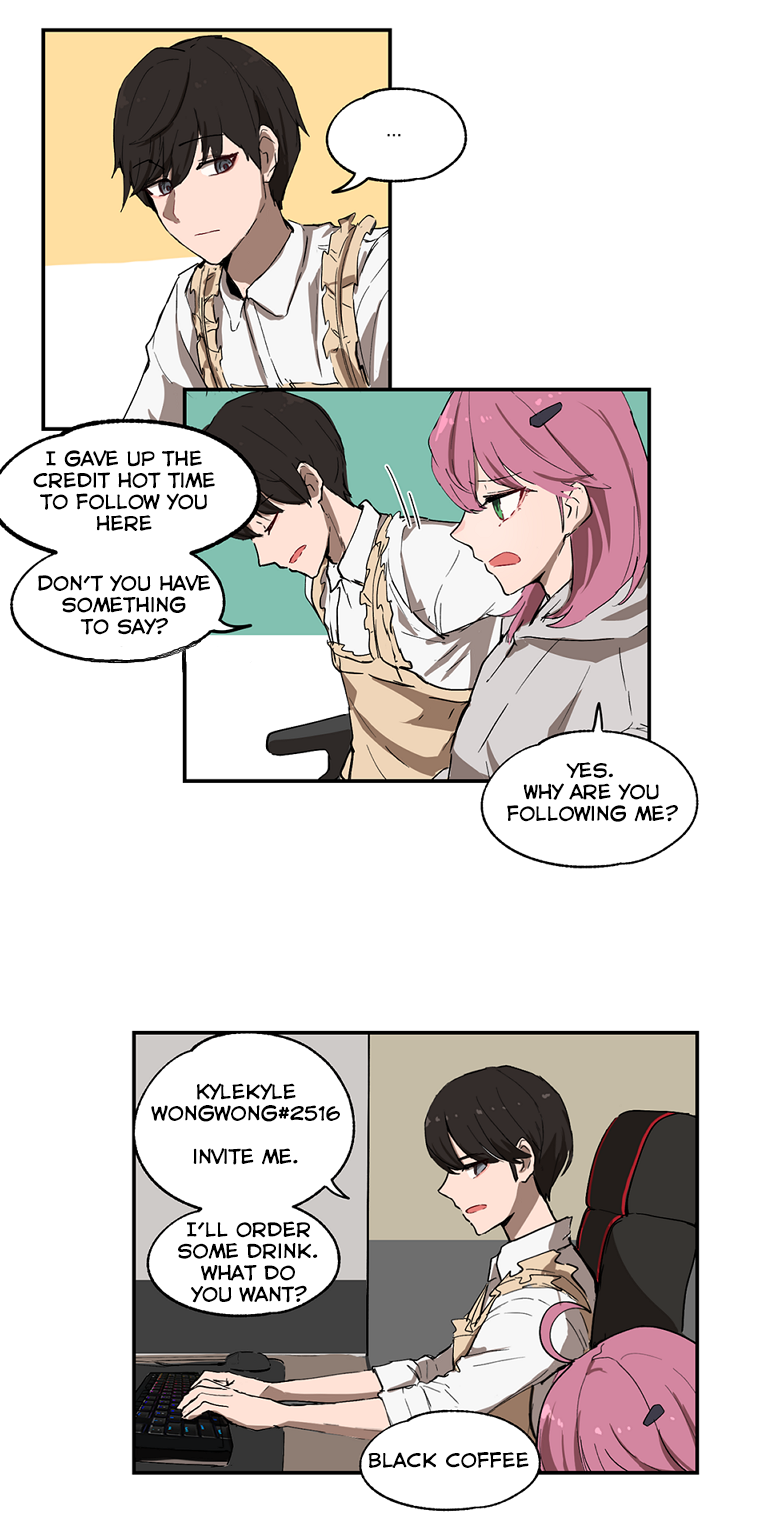 ...
I GAVE UP THE
CREDIT HOT TIME
TO FOLLOW YOU
HERE
DON'T YOU HAVE
SOMETHING
TO SAY?
YES.
WHY ARE YOU
FOLLOWING ME?
KYLEKYLE
WONGWONG#2516
INVITE ME.
I'LL ORDER
SOME DRINK.
WHAT DO
YOU WANT?
BLACK COFFEE